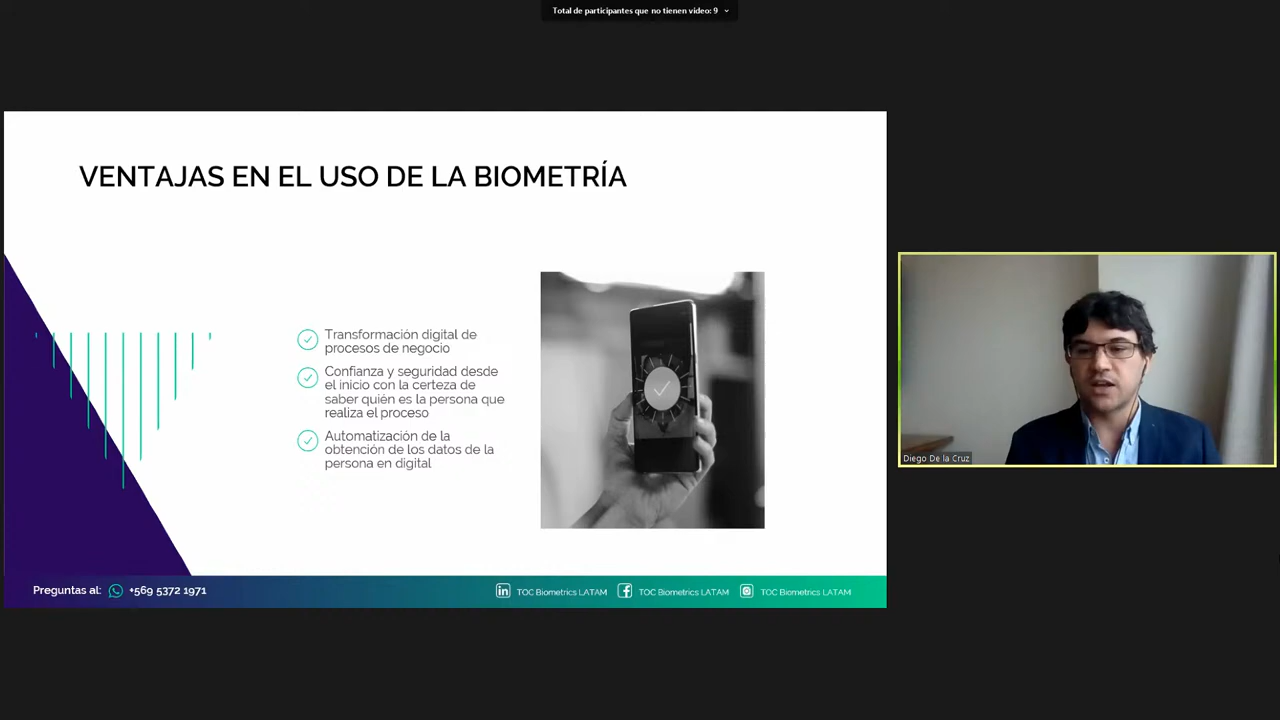 Total de participantes que no tienen video: 9
VENTAJAS EN EL USO DE LA BIOMETRÍA
Transformación digital de
procesos de negocio
Confianza y seguridad desde
el inicio con la certeza de
saber quién es la persona que
realiza el proceso
Automatización de la
obtención de los datos de la
persona en digital
Diego De la Cruz
Preguntas al: +569 5372 1971
in TOC Biometrics LATAM f TOC Biometrics LATAM TOC Biometrics LATAM